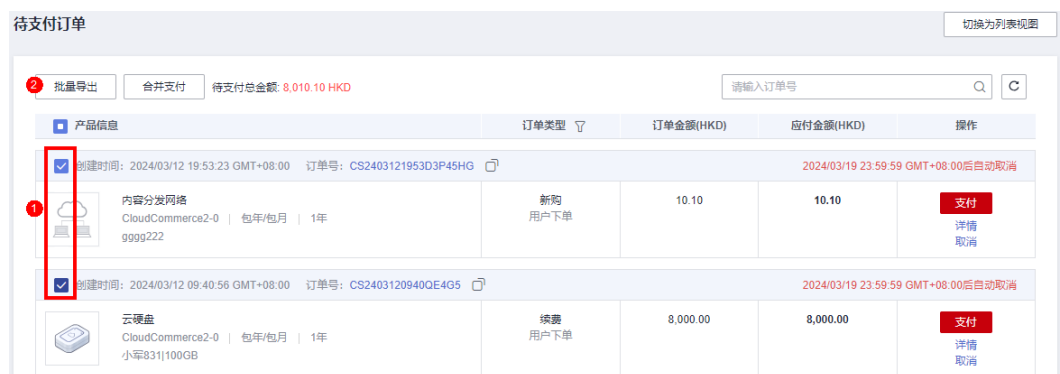 待支付订单
切换为列表视图
2 批量导出 合并支付 待支付总金额: 8,010.10 HKD 请输入订单号
产品信息 订单类型 订单金额(HKD) 应付金额(HKD) 操作
创建时间：2024/03/12 19:53:23 GMT+08:00 订单号：CS2403121953D3P45HG 2024/03/19 23:59:59 GMT+08:00后自动取消
1
内容分发网络 新购 10.10 10.10 支付
CloudCommerce2-0 | 包年/包月 | 1年 用户下单 详情
gggg222 取消
创建时间：2024/03/12 09:40:56 GMT+08:00 订单号：CS2403120940QE4G5 2024/03/19 23:59:59 GMT+08:00后自动取消
云硬盘 续费 8,000.00 8,000.00 支付
CloudCommerce2-0 | 包年/包月 | 1年 用户下单 详情
小军831|100GB 取消